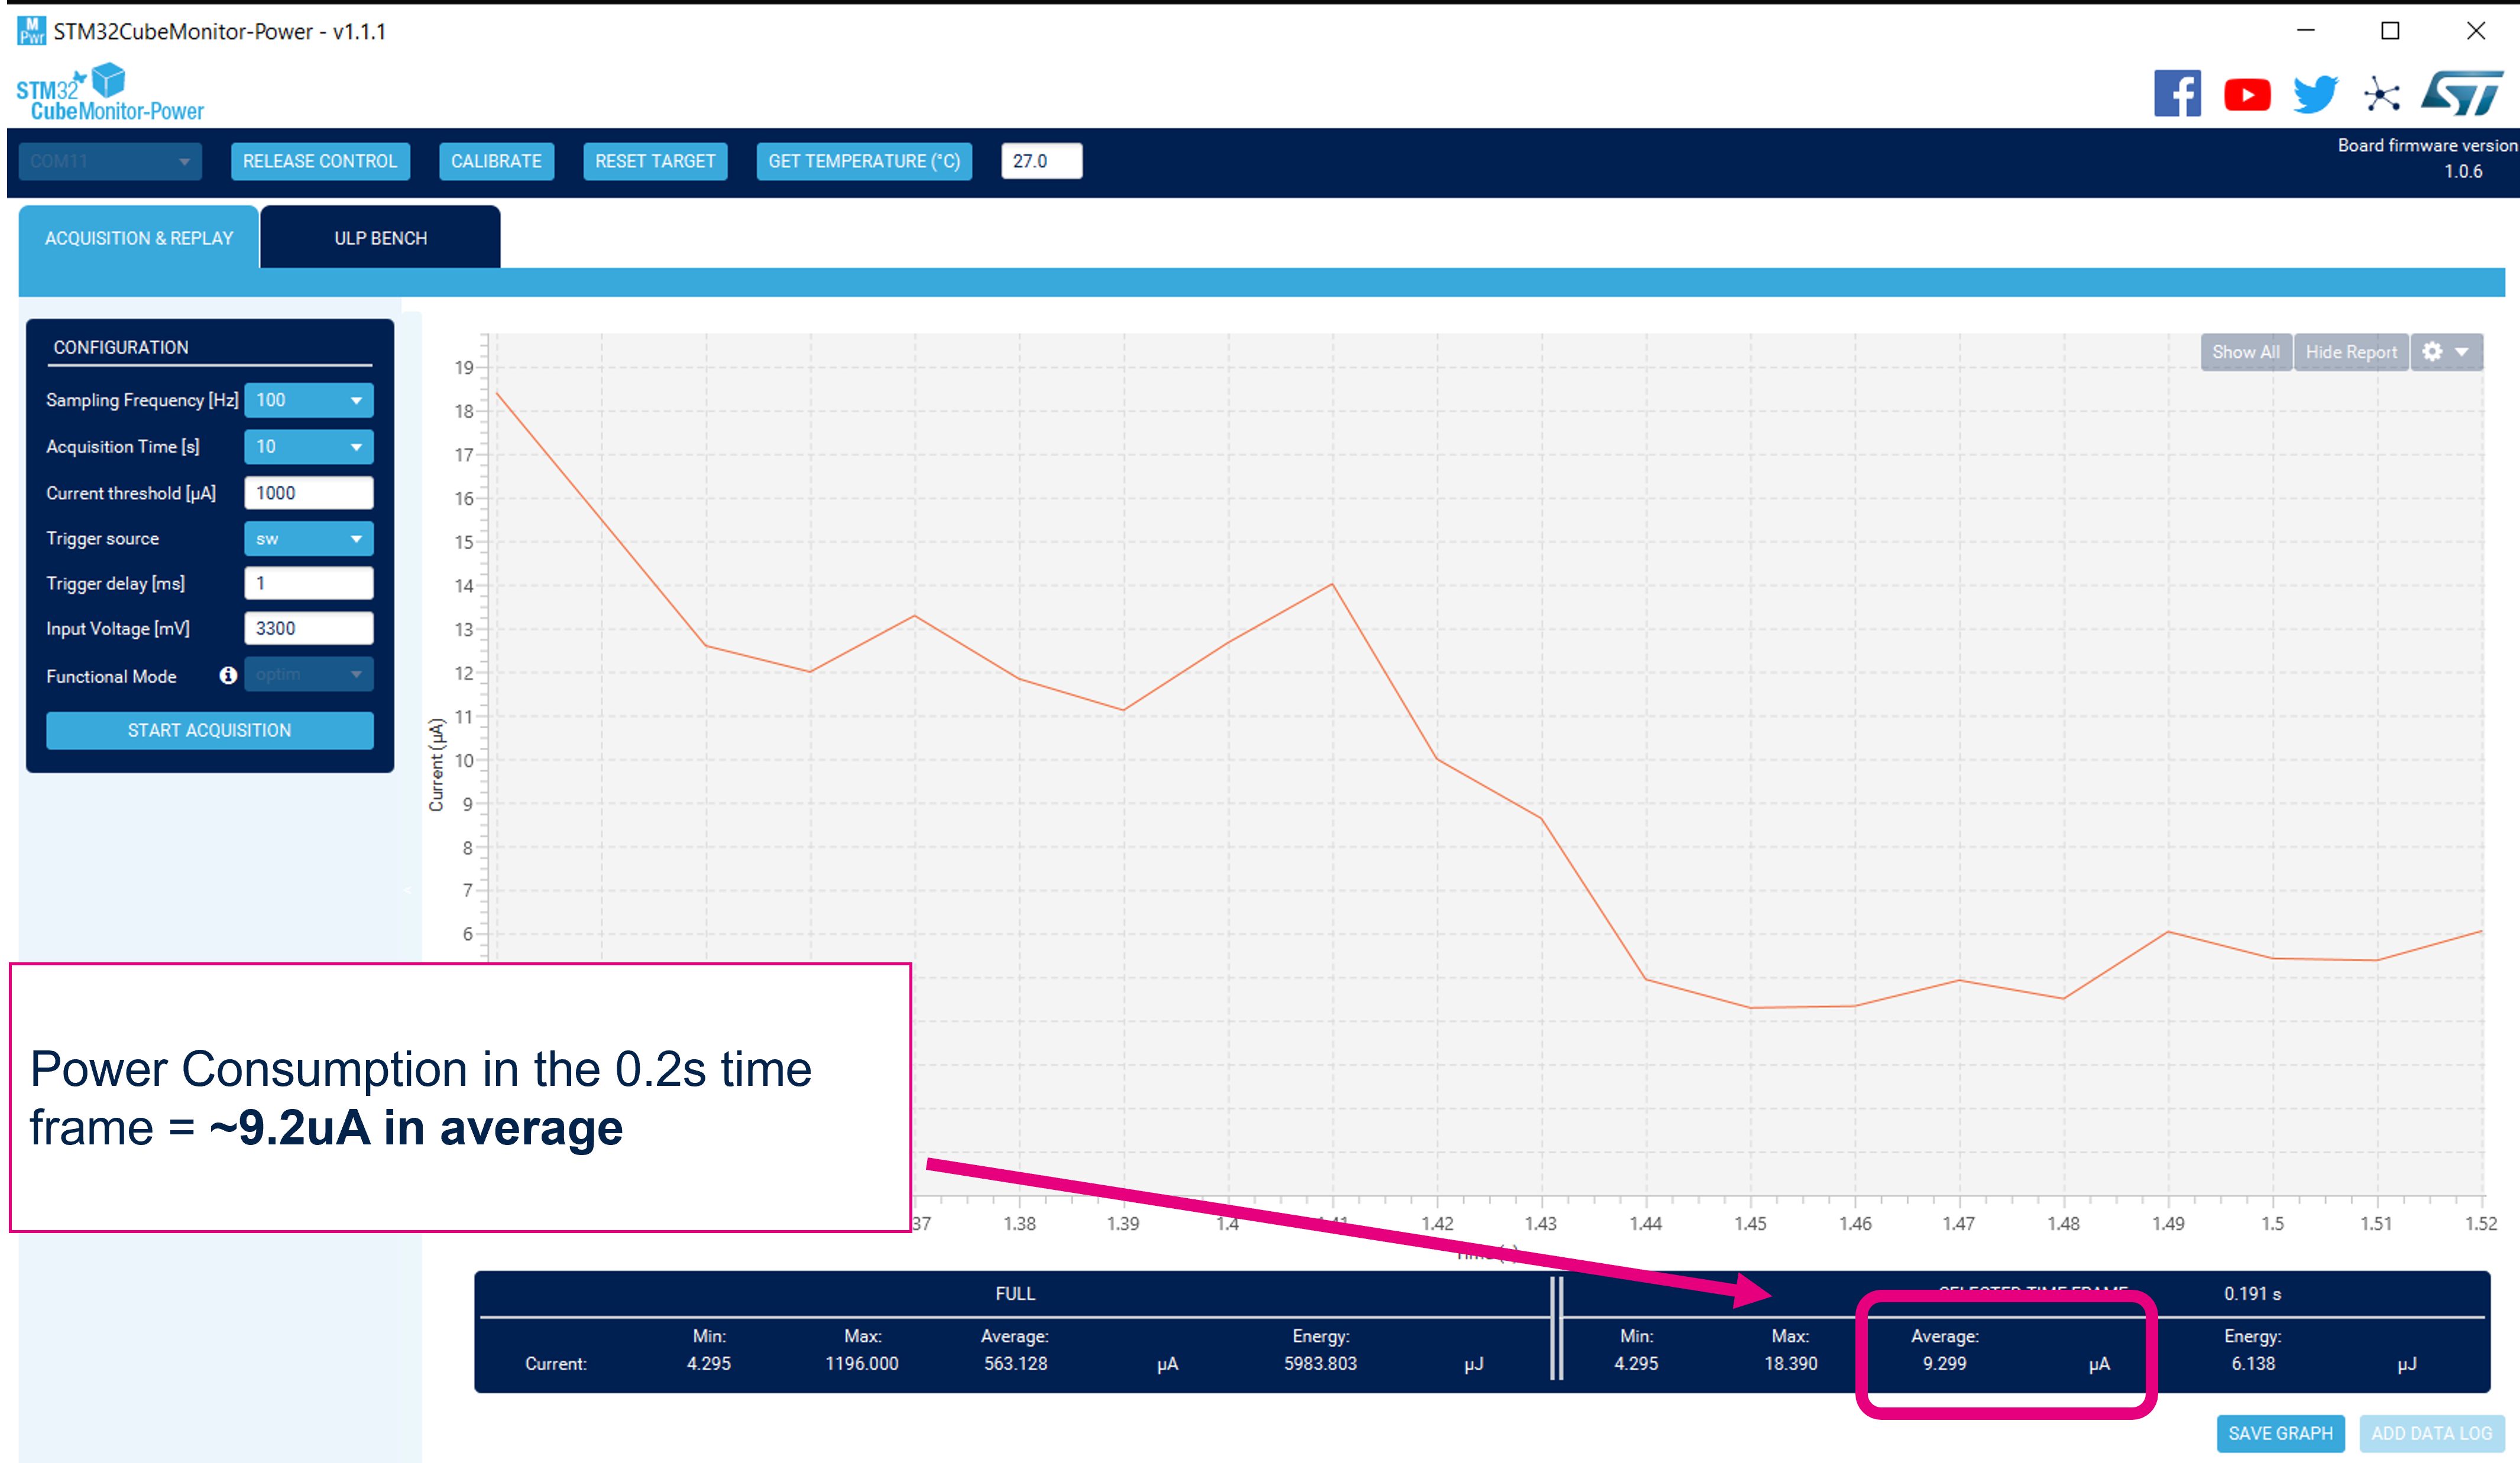 M
Pwr
STM32CubeMonitor-Power - v1.1.1
STM32
CubeMonitor-Power
COM11
RELEASE CONTROL
CALIBRATE
RESET TARGET
GET TEMPERATURE (°C)
27.0
Board firmware version
1.0.6
ACQUISITION & REPLAY
ULP BENCH
CONFIGURATION
Sampling Frequency [Hz] 100
Acquisition Time [s] 10
Current threshold [µA] 1000
Trigger source sw
Trigger delay [ms] 1
Input Voltage [mV] 3300
Functional Mode optim
START ACQUISITION
Show All Hide Report
Current (µA)
19
18
17
16
15
14
13
12
11
10
9
8
7
6
Power Consumption in the 0.2s time
frame = ~9.2uA in average
37 1.38 1.39 1.4 1.41 1.42 1.43 1.44 1.45 1.46 1.47 1.48 1.49 1.5 1.51 1.52
FULL
Min: Max: Average: Energy:
Current: 4.295 1196.000 563.128 µA 5983.803 µJ
SELECTED TIME FRAME 0.191 s
Min: Max: Average: Energy:
4.295 18.390 9.299 µA 6.138 µJ
SAVE GRAPH
ADD DATA LOG